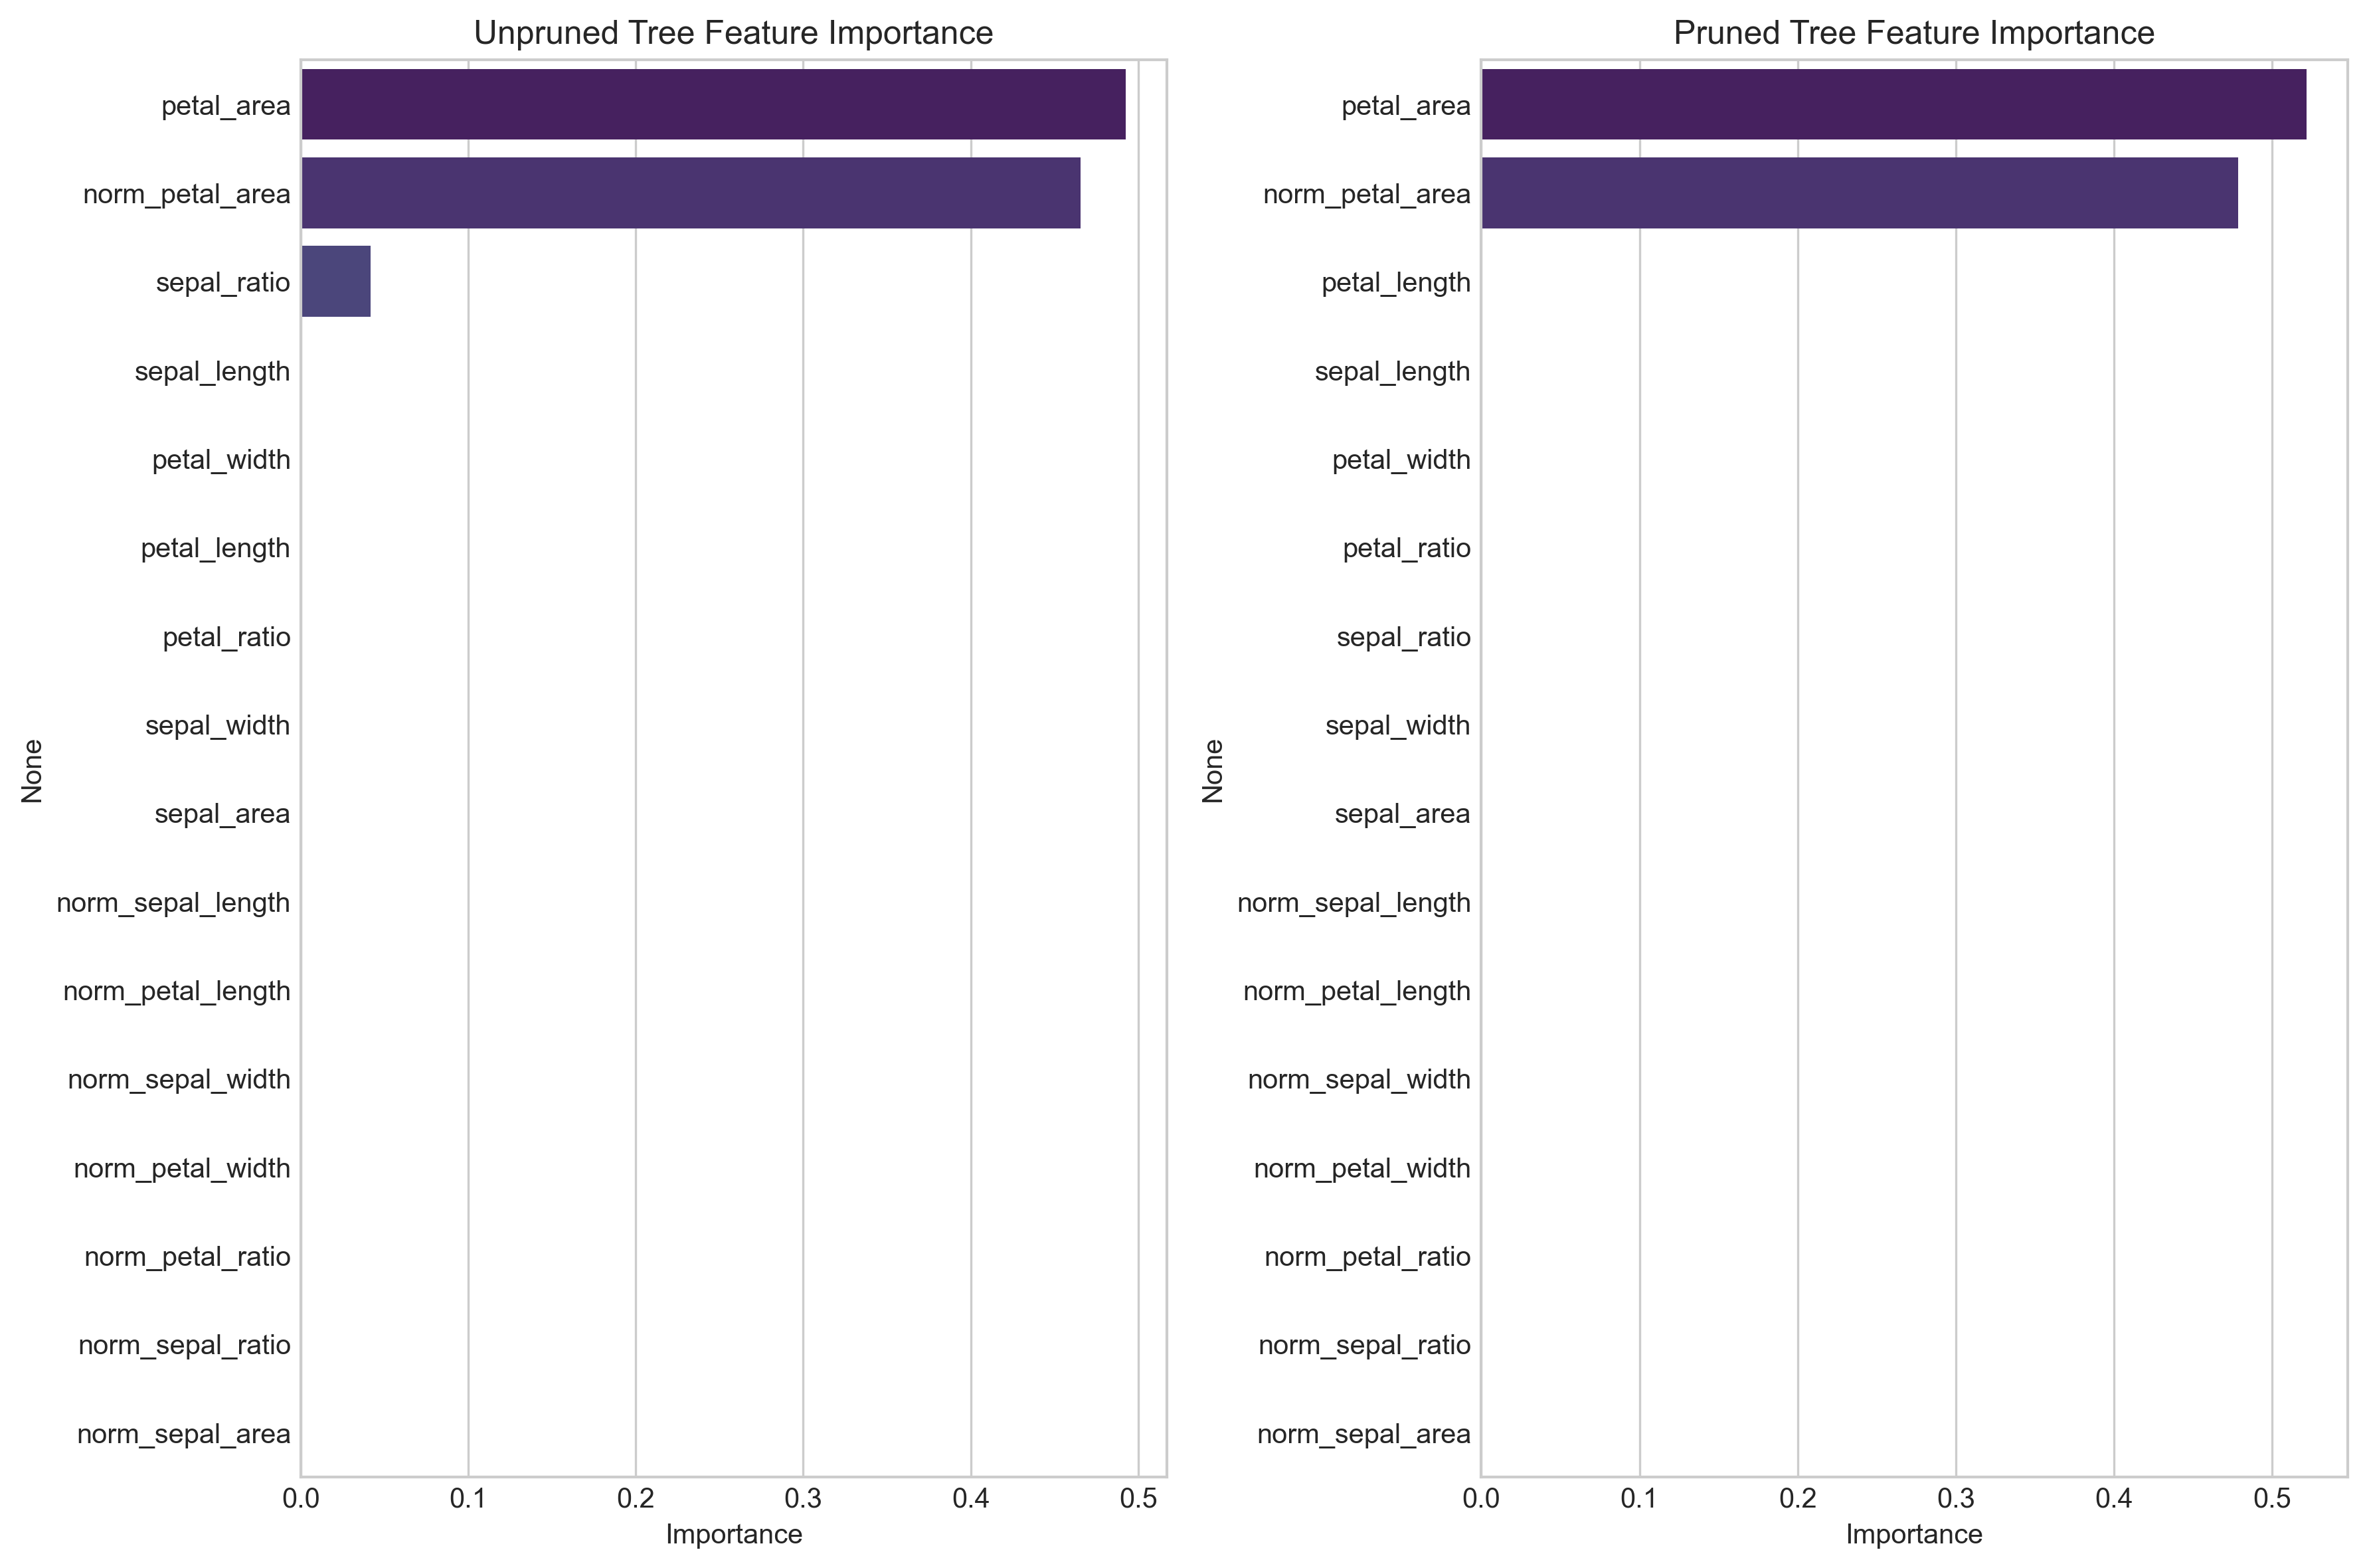 Unpruned Tree Feature Importance
petal_area
norm_petal_area
sepal_ratio
sepal_length
petal_width
petal_length
petal_ratio
sepal_width
sepal_area
norm_sepal_length
norm_petal_length
norm_sepal_width
norm_petal_width
norm_petal_ratio
norm_sepal_ratio
norm_sepal_area
None
0.0 0.1 0.2 0.3 0.4 0.5
Importance
Pruned Tree Feature Importance
petal_area
norm_petal_area
petal_length
sepal_length
petal_width
petal_ratio
sepal_ratio
sepal_width
sepal_area
norm_sepal_length
norm_petal_length
norm_sepal_width
norm_petal_width
norm_petal_ratio
norm_sepal_ratio
norm_sepal_area
None
0.0 0.1 0.2 0.3 0.4 0.5
Importance